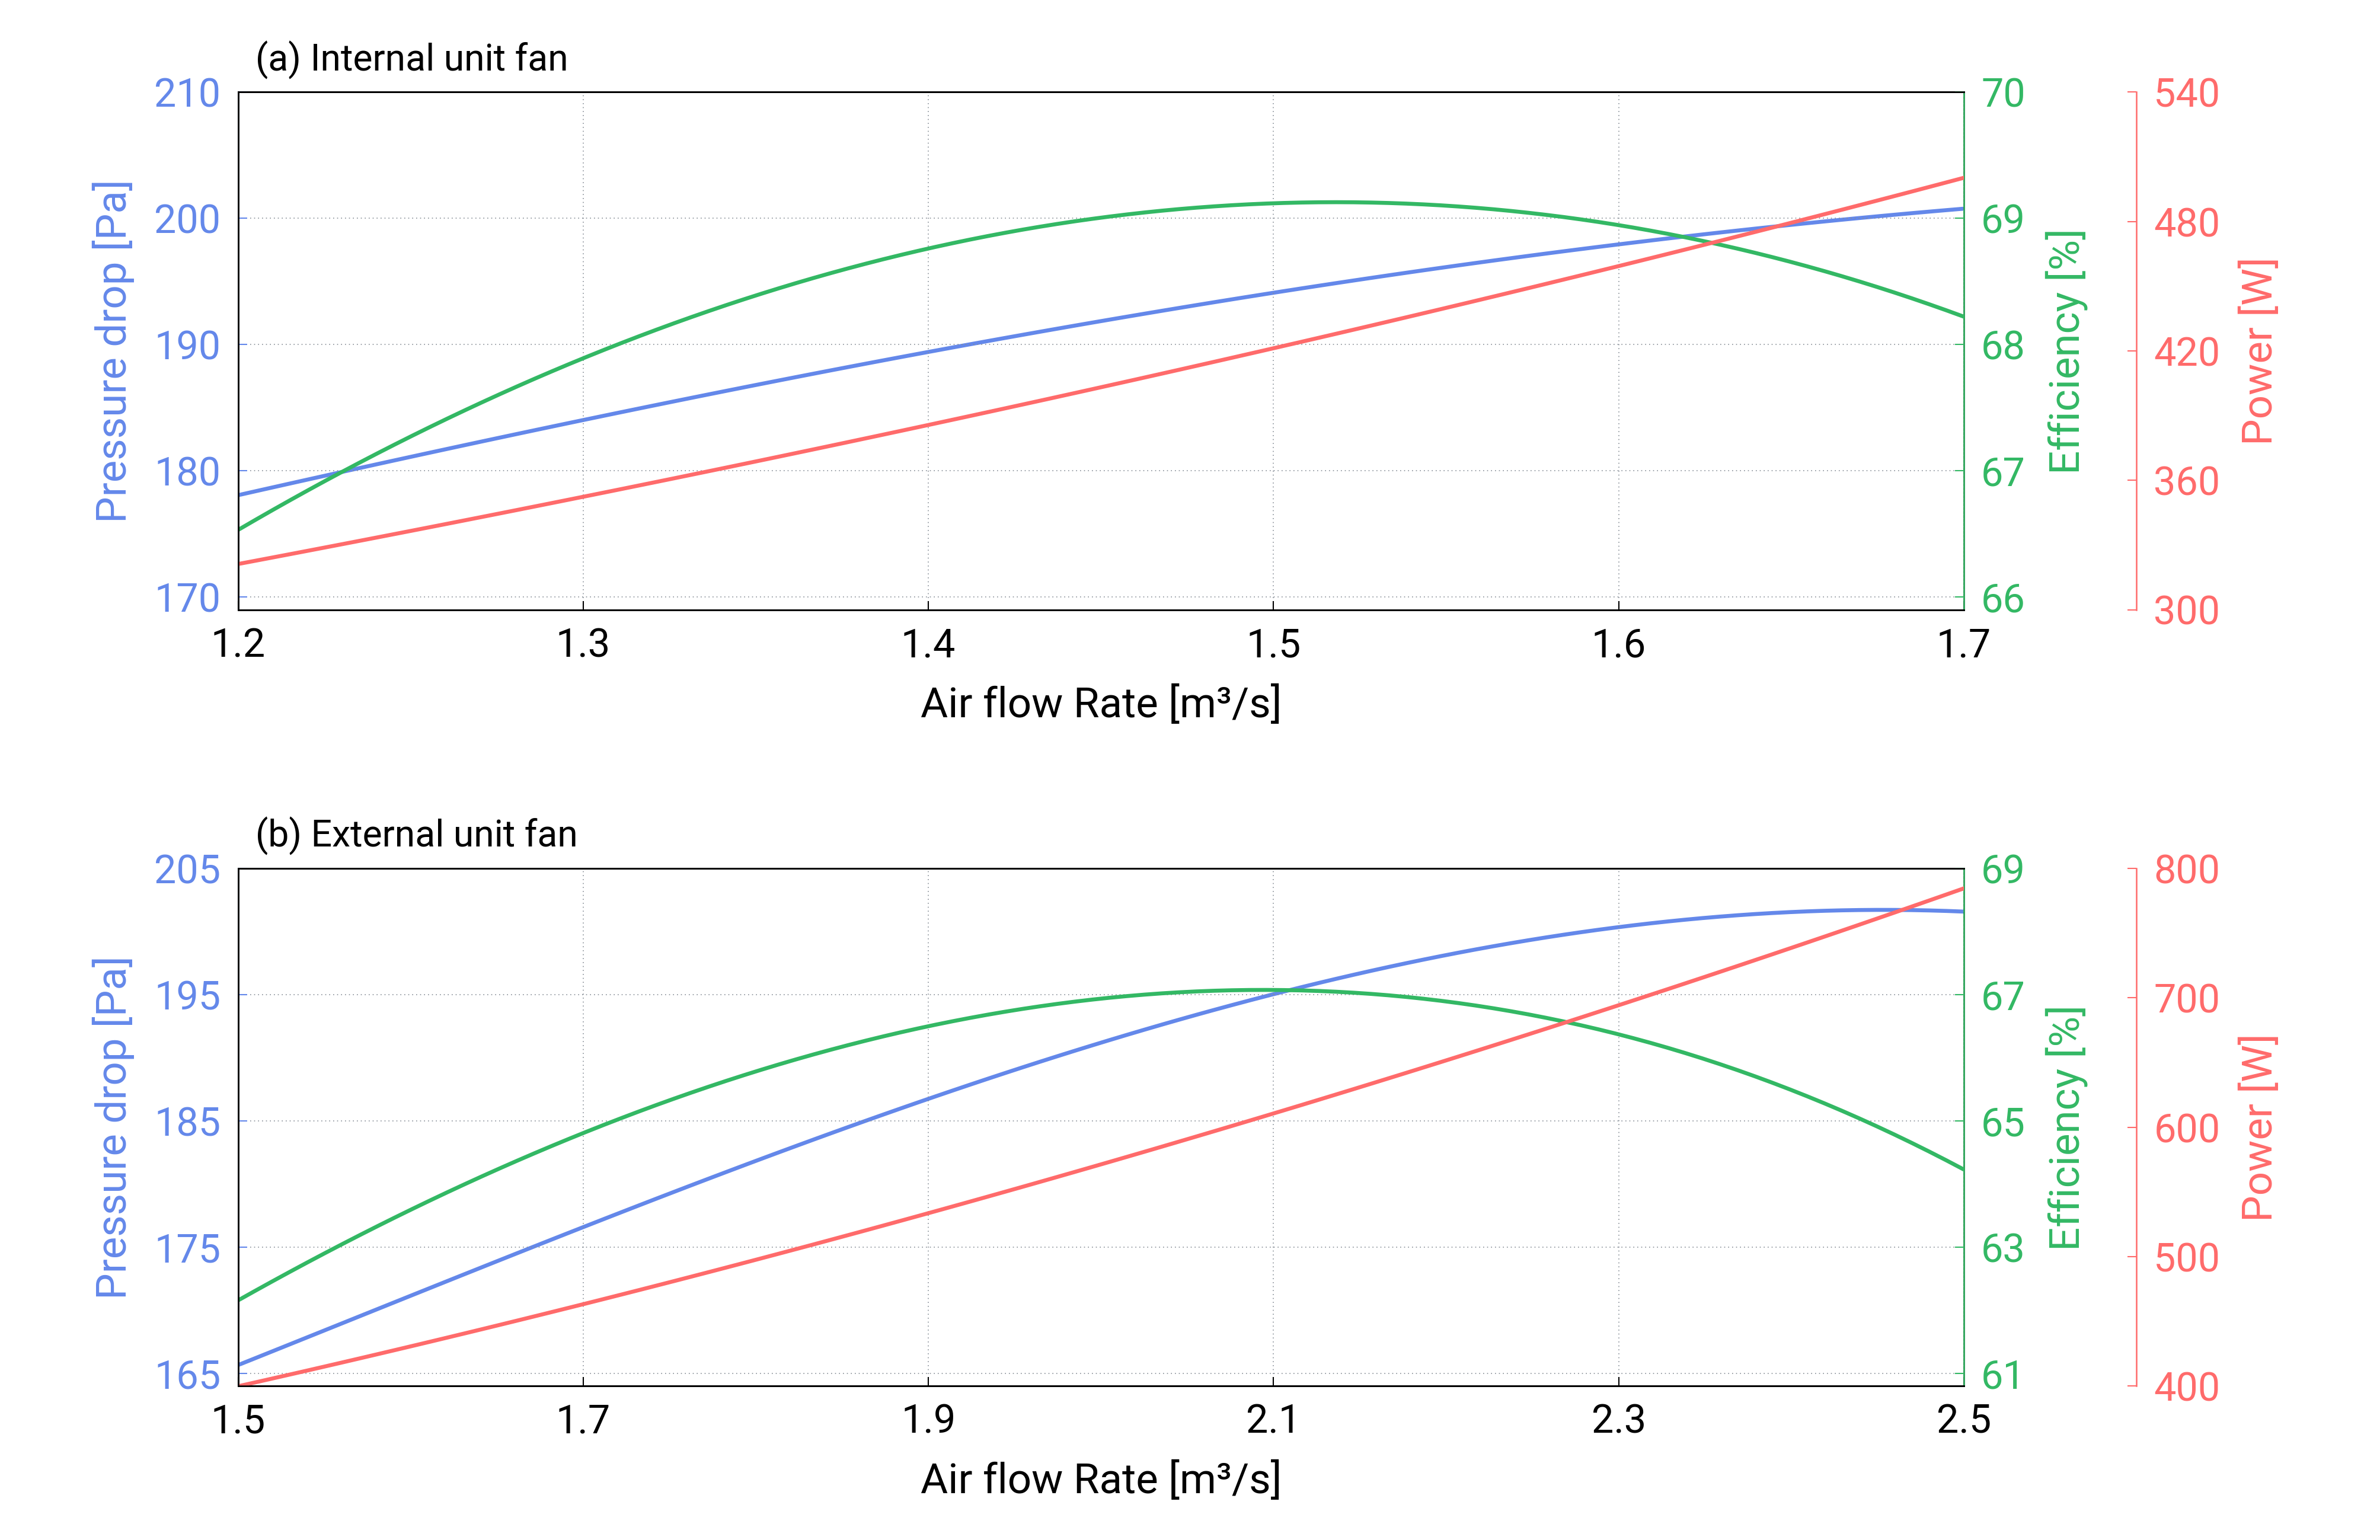 (a) Internal unit fan
210
200
190
180
170
Pressure drop [Pa]
70
69
68
67
66
Efficiency [%]
540
480
420
360
300
Power [W]
1.2 1.3 1.4 1.5 1.6 1.7
Air flow Rate [m³/s]
(b) External unit fan
205
195
185
175
165
Pressure drop [Pa]
69
67
65
63
61
Efficiency [%]
800
700
600
500
400
Power [W]
1.5 1.7 1.9 2.1 2.3 2.5
Air flow Rate [m³/s]